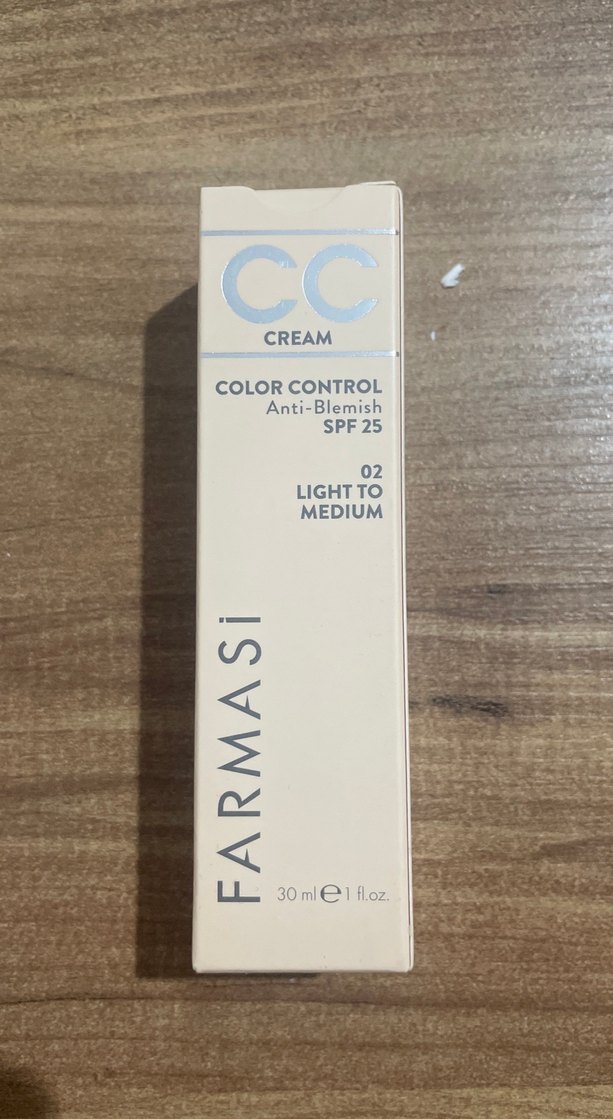 CC
CREAM
COLOR CONTROL
Anti-Blemish
SPF 25
02
LIGHT TO
MEDIUM
FARMASi
30 ml ℮ 1 fl.oz.